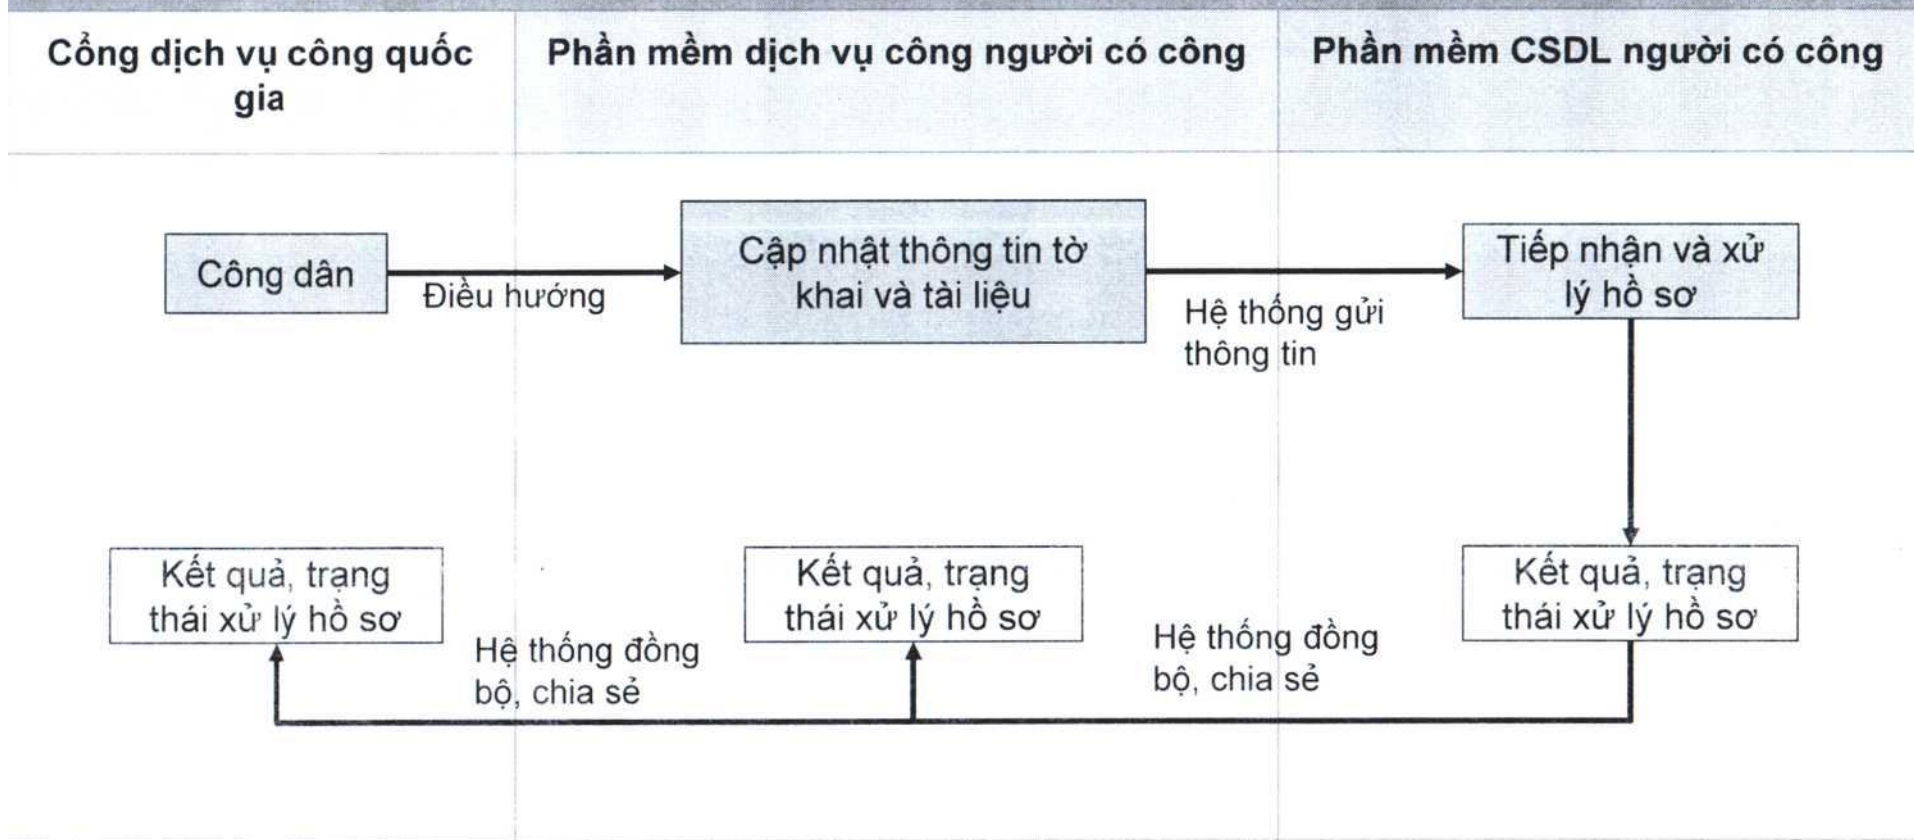 Cổng dịch vụ công quốc
gia
Phần mềm dịch vụ công người có công
Phần mềm CSDL người có công
Công dân
Điều hướng
Cập nhật thông tin tờ
khai và tài liệu
Hệ thống gửi
thông tin
Tiếp nhận và xử
lý hồ sơ
Kết quả, trạng
thái xử lý hồ sơ
Hệ thống đồng
bộ, chia sẻ
Kết quả, trạng
thái xử lý hồ sơ
Hệ thống đồng
bộ, chia sẻ
Kết quả, trạng
thái xử lý hồ sơ